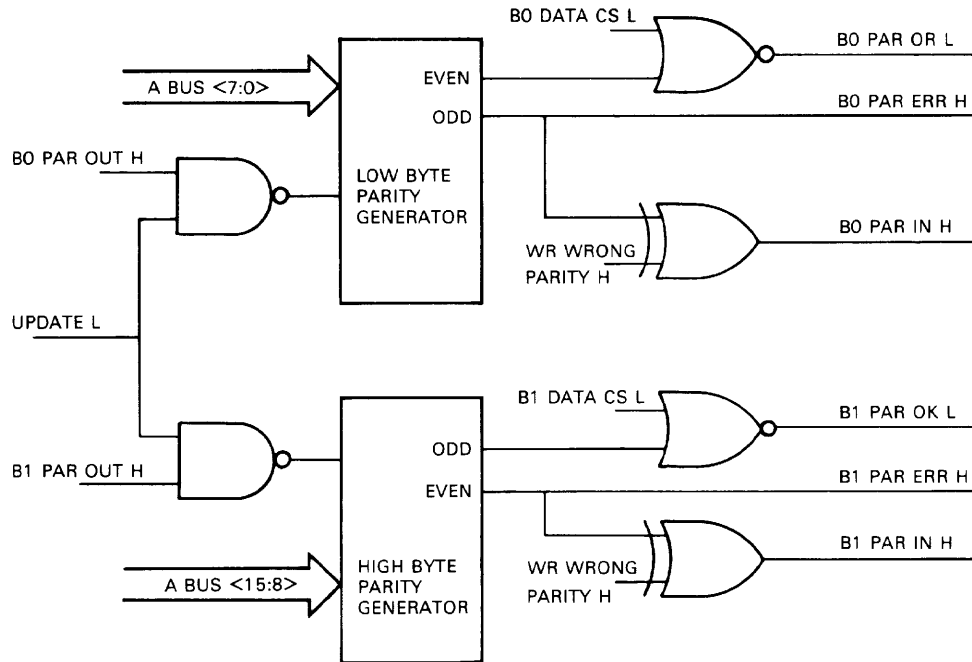 B0 DATA CS L
B0 PAR OR L
EVEN
A BUS <7:0>
B0 PAR ERR H
ODD
B0 PAR OUT H
LOW BYTE
PARITY
GENERATOR
B0 PAR IN H
WR WRONG
PARITY H
UPDATE L
B1 DATA CS L
B1 PAR OK L
ODD
B1 PAR OUT H
EVEN
B1 PAR ERR H
B1 PAR IN H
HIGH BYTE
PARITY
GENERATOR
WR WRONG
PARITY H
A BUS <15:8>